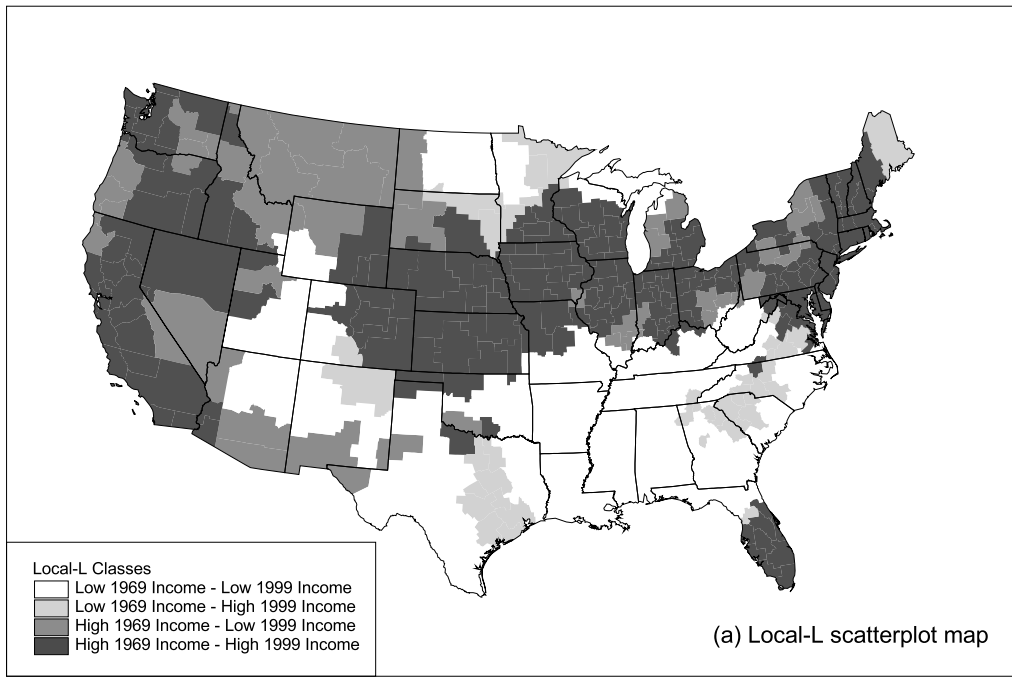 Local-L Classes
Low 1969 Income - Low 1999 Income
Low 1969 Income - High 1999 Income
High 1969 Income - Low 1999 Income
High 1969 Income - High 1999 Income
(a) Local-L scatterplot map